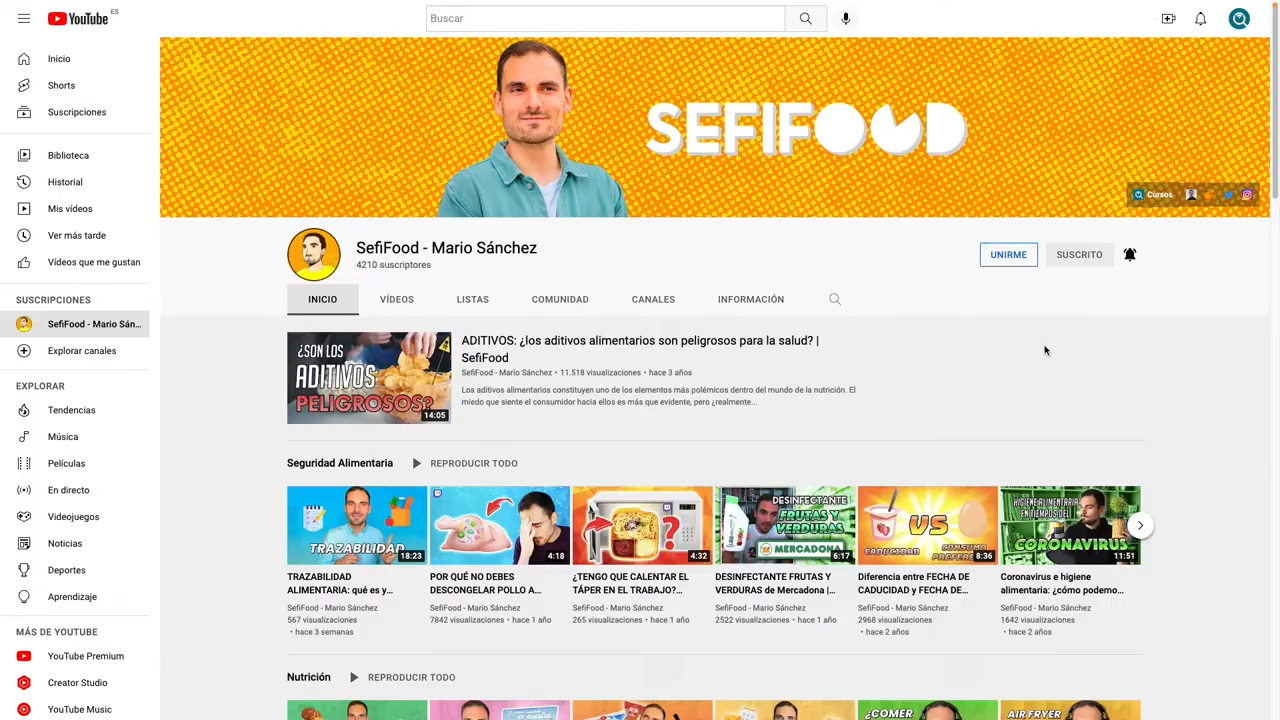 YouTube ES
Buscar
Inicio
Shorts
Suscripciones
Biblioteca
Historial
Mis vídeos
Ver más tarde
Vídeos que me gustan
SUSCRIPCIONES
SefiFood - Mario Sán...
Explorar canales
EXPLORAR
Tendencias
Música
Películas
En directo
Videojuegos
Noticias
Deportes
Aprendizaje
MÁS DE YOUTUBE
YouTube Premium
Creator Studio
YouTube Music
SEFIFOOD
Cursos
SefiFood - Mario Sánchez
4210 suscriptores
UNIRME
SUSCRITO
INICIO
VÍDEOS
LISTAS
COMUNIDAD
CANALES
INFORMACIÓN
¿SON LOS
ADITIVOS
PELIGROSOS?
14:05
ADITIVOS: ¿los aditivos alimentarios son peligrosos para la salud? |
SefiFood
SefiFood - Mario Sánchez • 11.518 visualizaciones • hace 3 años
Los aditivos alimentarios constituyen uno de los elementos más polémicos dentro del mundo de la nutrición. El
miedo que siente el consumidor hacia ellos es más que evidente, pero ¿realmente...
Seguridad Alimentaria
REPRODUCIR TODO
TRAZABILIDAD
18:23
TRAZABILIDAD
ALIMENTARIA: qué es y...
SefiFood - Mario Sánchez
567 visualizaciones
• hace 3 semanas
4:18
POR QUÉ NO DEBES
DESCONGELAR POLLO A...
SefiFood - Mario Sánchez
7842 visualizaciones • hace 1 año
?
4:32
¿TENGO QUE CALENTAR EL
TÁPER EN EL TRABAJO?...
SefiFood - Mario Sánchez
265 visualizaciones • hace 1 año
DESINFECTANTE
FRUTAS Y
VERDURAS
MERCADONA
6:17
DESINFECTANTE FRUTAS Y
VERDURAS de Mercadona |...
SefiFood - Mario Sánchez
2522 visualizaciones • hace 1 año
VS
CADUCIDAD
CONSUMO
PREFERENTE
8:36
Diferencia entre FECHA DE
CADUCIDAD y FECHA DE...
SefiFood - Mario Sánchez
2968 visualizaciones
• hace 2 años
HIGIENE ALIMENTARIA
EN TIEMPOS DEL
CORONAVIRUS
11:51
Coronavirus e higiene
alimentaria: ¿cómo podemo...
SefiFood - Mario Sánchez
1642 visualizaciones
• hace 2 años
Nutrición
REPRODUCIR TODO
¿COMER
AIR FRYER